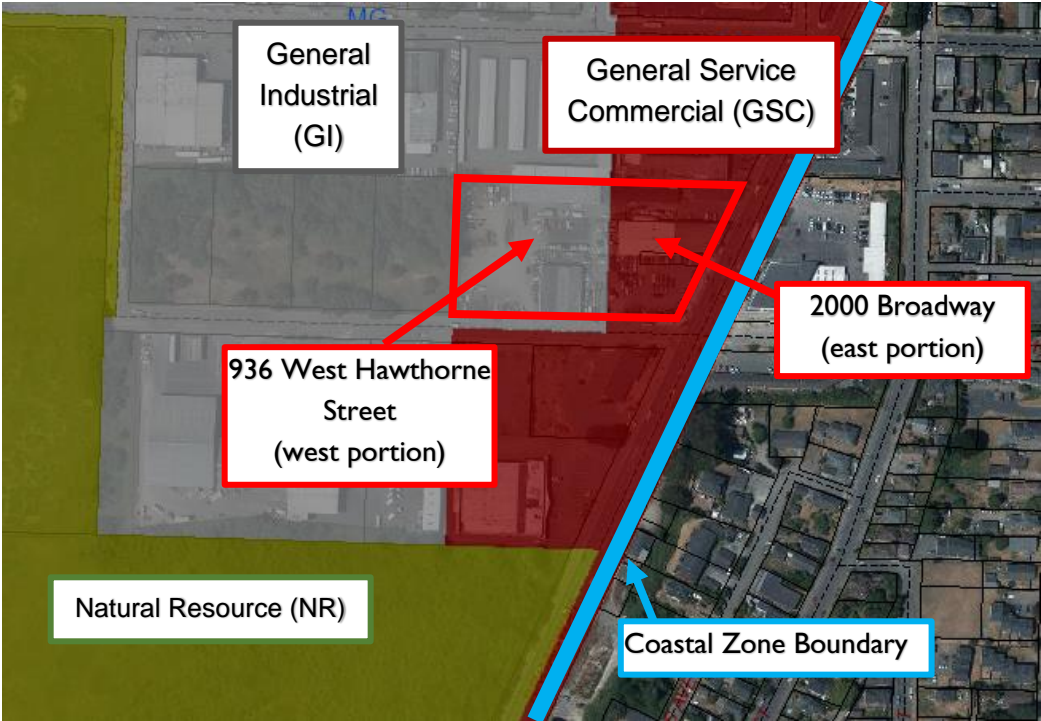 MG
General
Industrial
(GI)
General Service
Commercial (GSC)
2000 Broadway
(east portion)
936 West Hawthorne
Street
(west portion)
Natural Resource (NR)
Coastal Zone Boundary